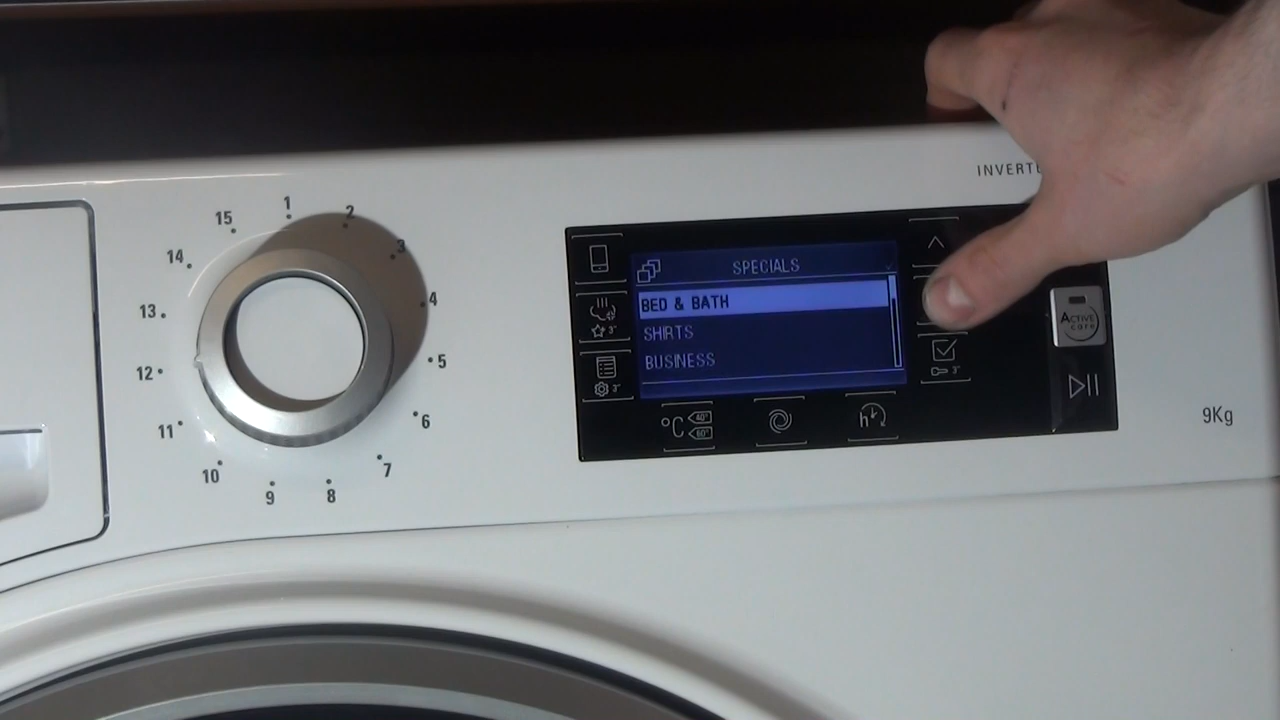 1
2
3
4
5
6
7
8
9
10
11
12
13
14
15
SPECIALS
BED & BATH
SHIRTS
BUSINESS
3"
3"
3"
°C 40° 60°
h
ACTIVE
care
9Kg